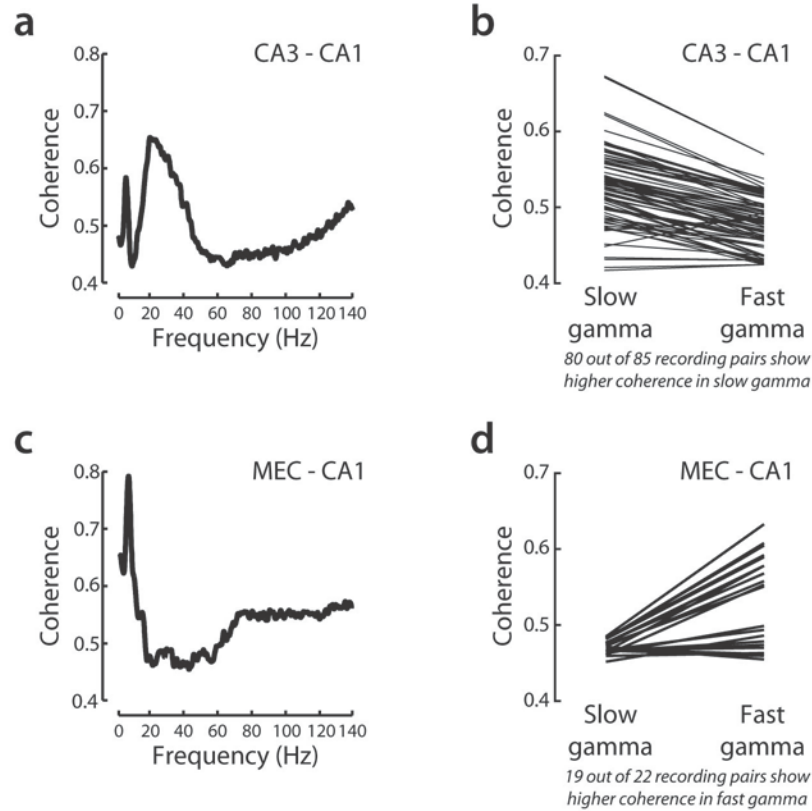 a
CA3 - CA1
0.8
0.7
0.6
0.5
0.4
Coherence
0 20 40 60 80 100 120 140
Frequency (Hz)
b
CA3 - CA1
0.7
0.6
0.5
0.4
Coherence
Slow Fast
gamma gamma
80 out of 85 recording pairs show
higher coherence in slow gamma
c
MEC - CA1
0.8
0.7
0.6
0.5
0.4
Coherence
0 20 40 60 80 100 120 140
Frequency (Hz)
d
MEC - CA1
0.7
0.6
0.5
0.4
Coherence
Slow Fast
gamma gamma
19 out of 22 recording pairs show
higher coherence in fast gamma